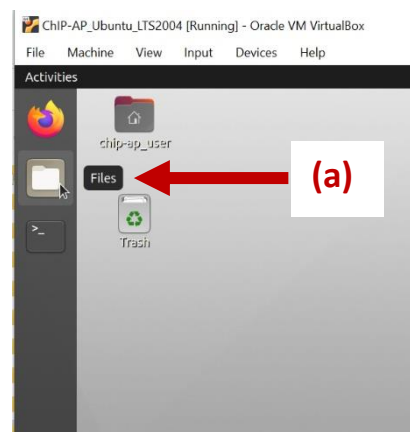 ChIP-AP_Ubuntu_LTS2004 [Running] - Oracle VM VirtualBox
File Machine View Input Devices Help
Activities
chip-ap_user
Files
(a)
>_
Trash